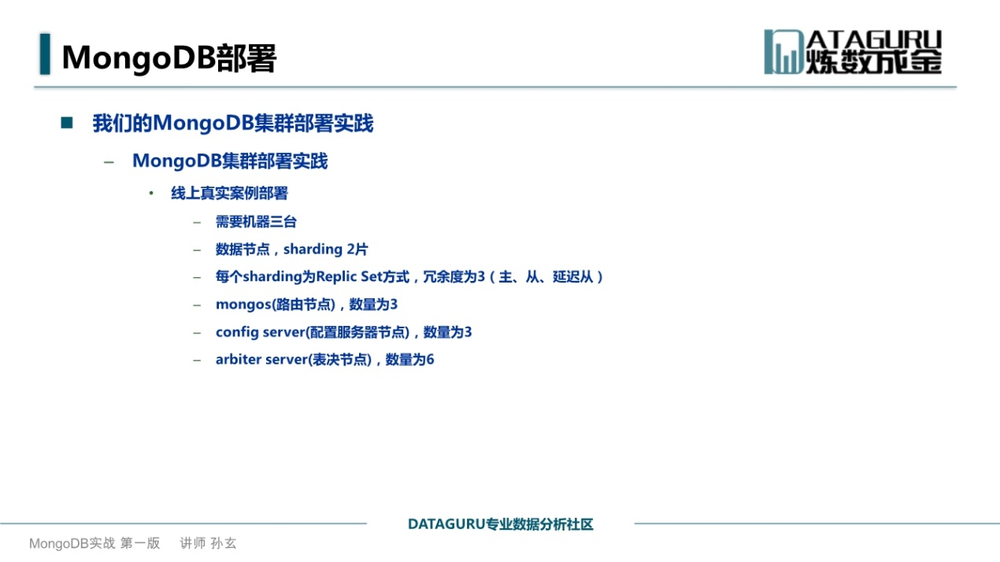 MongoDB部署
DATAGURU
炼数成金
我们的MongoDB集群部署实践
MongoDB集群部署实践
线上真实案例部署
需要机器三台
数据节点，sharding 2片
每个sharding为Replic Set方式，冗余度为3（主、从、延迟从）
mongos(路由节点)，数量为3
config server(配置服务器节点)，数量为3
arbiter server(表决节点)，数量为6
DATAGURU专业数据分析社区
MongoDB实战 第一版 讲师 孙玄